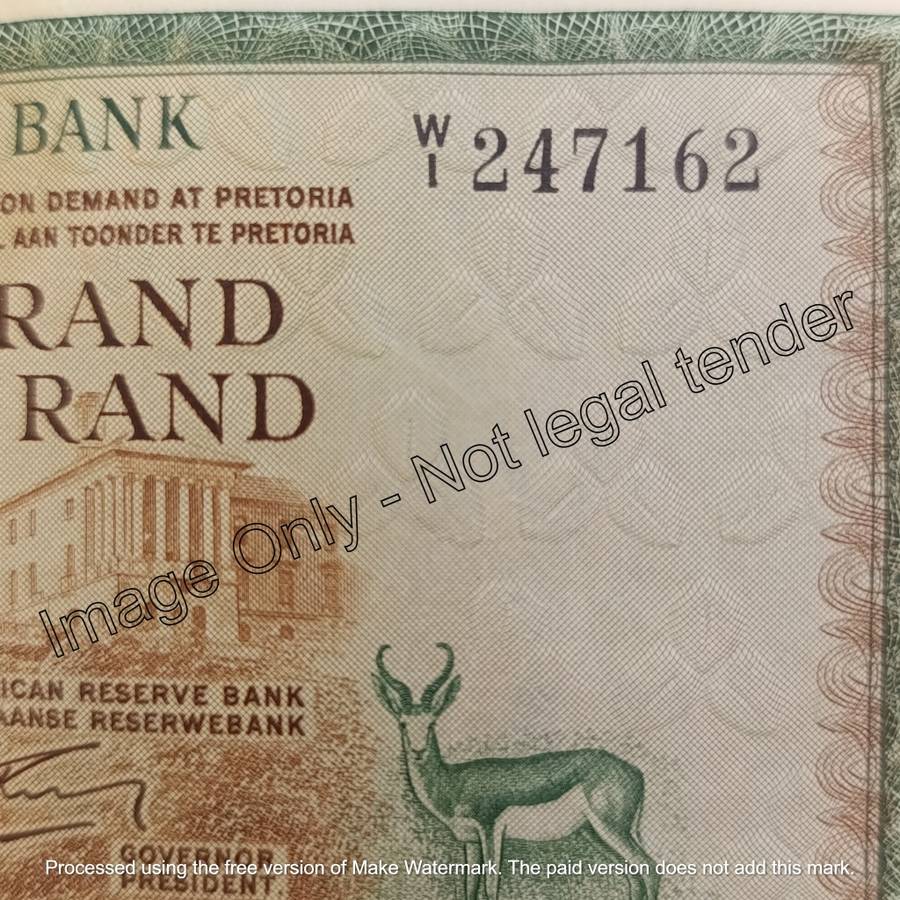 BANK
W
1 247162
ON DEMAND AT PRETORIA
AAN TOONDER TE PRETORIA
RAND
RAND
Image Only - Not legal tender
ICAN RESERVE BANK
AANSE RESERWEBANK
GOVERNOR
PRESIDENT
Processed using the free version of Make Watermark. The paid version does not add this mark.